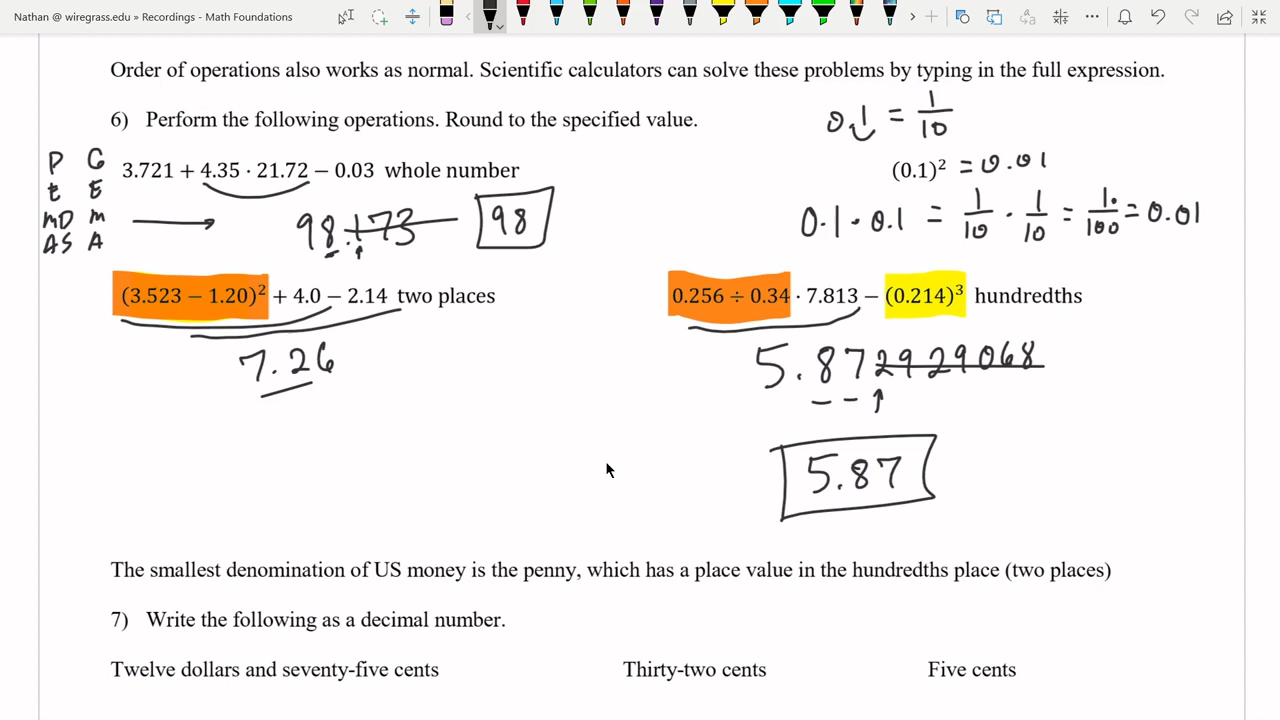 Nathan @ wiregrass.edu » Recordings - Math Foundations
Order of operations also works as normal. Scientific calculators can solve these problems by typing in the full expression.
6) Perform the following operations. Round to the specified value.
0.1 = 1/10
P G
E E
MD M
AS A
3.721 + 4.35 · 21.72 − 0.03 whole number
(0.1)² = 0.01
98.173 98
0.1 · 0.1 = 1/10 · 1/10 = 1/100 = 0.01
(3.523 − 1.20)² + 4.0 − 2.14 two places
0.256 ÷ 0.34 · 7.813 − (0.214)³ hundredths
7.26
5.872929068
5.87
The smallest denomination of US money is the penny, which has a place value in the hundredths place (two places)
7) Write the following as a decimal number.
Twelve dollars and seventy-five cents
Thirty-two cents
Five cents